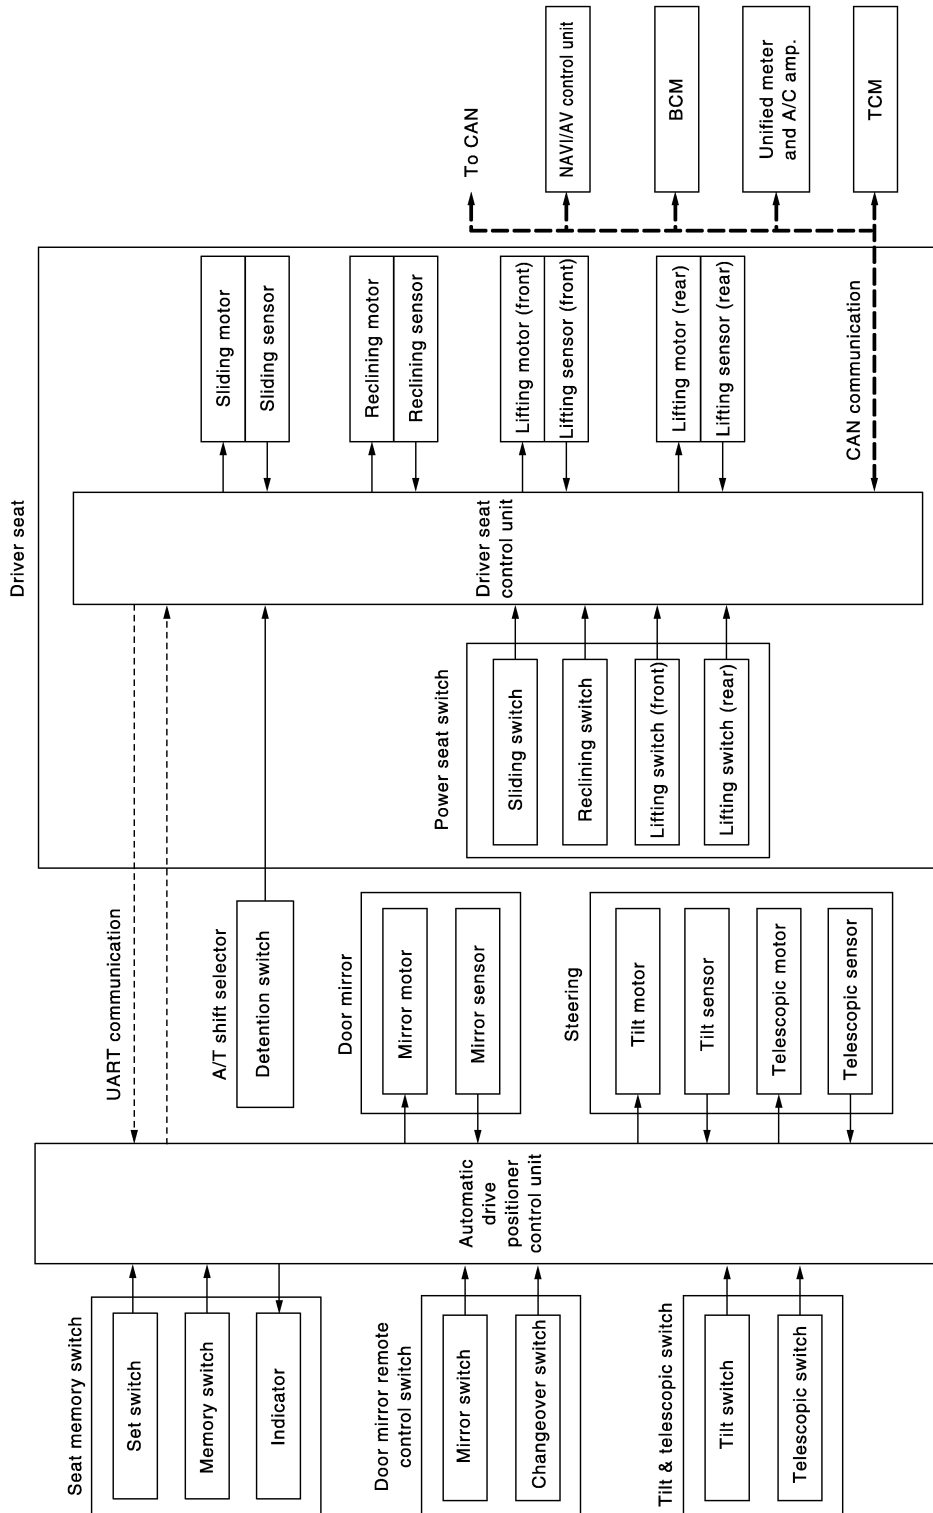 Seat memory switch
Set switch
Memory switch
Indicator
Door mirror remote
control switch
Mirror switch
Changeover switch
Tilt & telescopic switch
Tilt switch
Telescopic switch
Automatic
drive
positioner
control unit
UART communication
A/T shift selector
Detention switch
Door mirror
Mirror motor
Mirror sensor
Steering
Tilt motor
Tilt sensor
Telescopic motor
Telescopic sensor
Driver seat
Power seat switch
Sliding switch
Reclining switch
Lifting switch (front)
Lifting switch (rear)
Driver seat
control unit
Sliding motor
Sliding sensor
Reclining motor
Reclining sensor
Lifting motor (front)
Lifting sensor (front)
Lifting motor (rear)
Lifting sensor (rear)
CAN communication
To CAN
NAVI/AV control unit
BCM
Unified meter
and A/C amp.
TCM